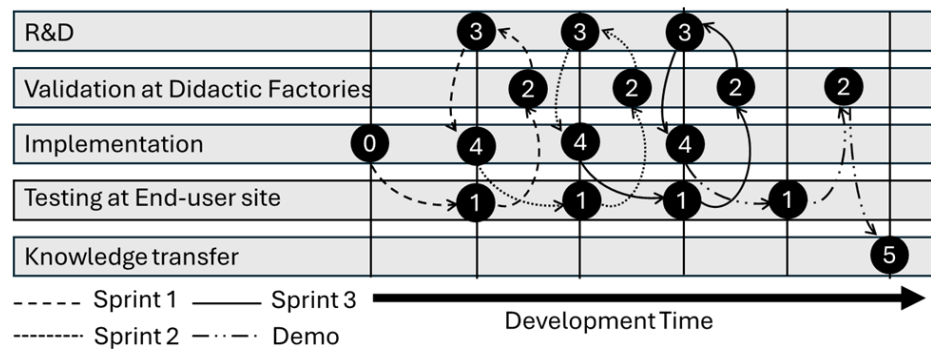 R&D 3 3 3
Validation at Didactic Factories 2 2 2 2
Implementation 0 4 4 4
Testing at End-user site 1 1 1 1
Knowledge transfer 5
Sprint 1 Sprint 3
Sprint 2 Demo
Development Time